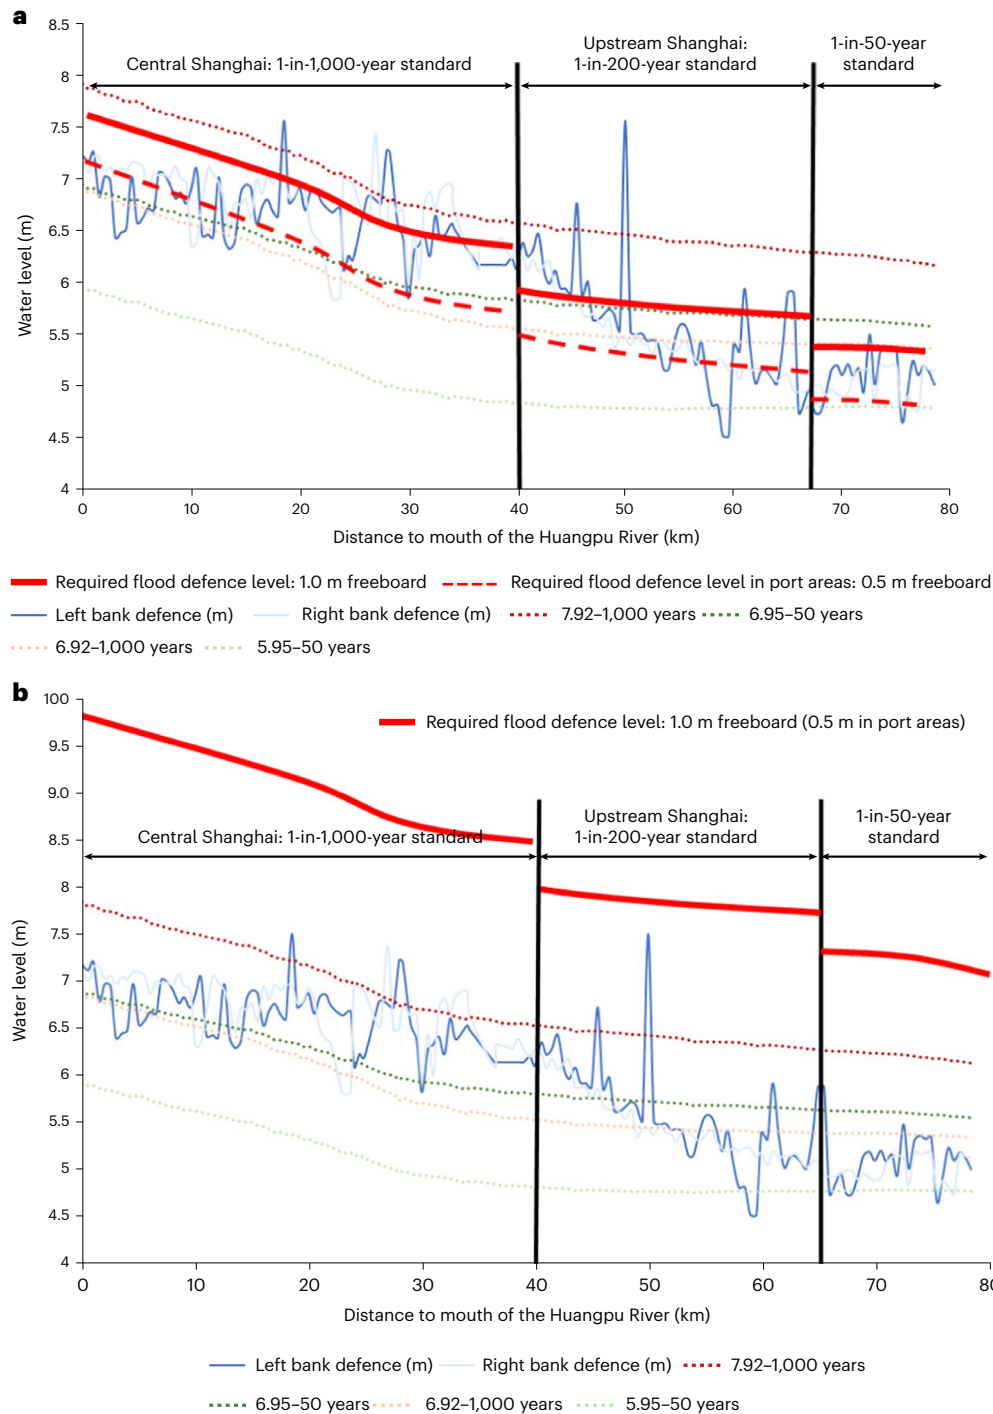 a
8.5
8
7.5
7
6.5
6
5.5
5
4.5
4
Water level (m)
Central Shanghai: 1-in-1,000-year standard
Upstream Shanghai:
1-in-200-year standard
1-in-50-year
standard
0 10 20 30 40 50 60 70 80
Distance to mouth of the Huangpu River (km)
Required flood defence level: 1.0 m freeboard Required flood defence level in port areas: 0.5 m freeboard
Left bank defence (m) Right bank defence (m) 7.92–1,000 years 6.95–50 years
6.92–1,000 years 5.95–50 years
b
100
9.5
9.0
8.5
8
7.5
7
6.5
6
5.5
5
4.5
4
Water level (m)
Required flood defence level: 1.0 m freeboard (0.5 m in port areas)
Central Shanghai: 1-in-1,000-year standard
Upstream Shanghai:
1-in-200-year standard
1-in-50-year
standard
0 10 20 30 40 50 60 70 80
Distance to mouth of the Huangpu River (km)
Left bank defence (m) Right bank defence (m) 7.92–1,000 years
6.95–50 years 6.92–1,000 years 5.95–50 years